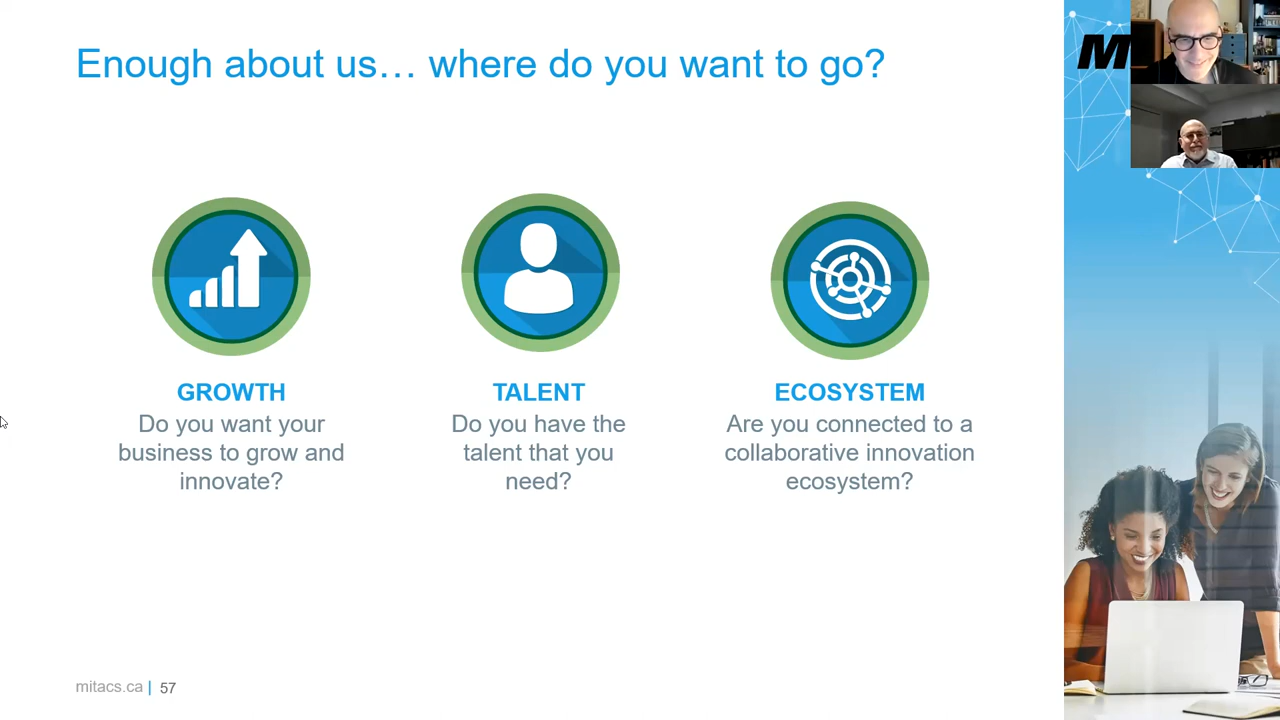 Enough about us… where do you want to go?
M
GROWTH
Do you want your
business to grow and
innovate?
TALENT
Do you have the
talent that you
need?
ECOSYSTEM
Are you connected to a
collaborative innovation
ecosystem?
mitacs.ca | 57